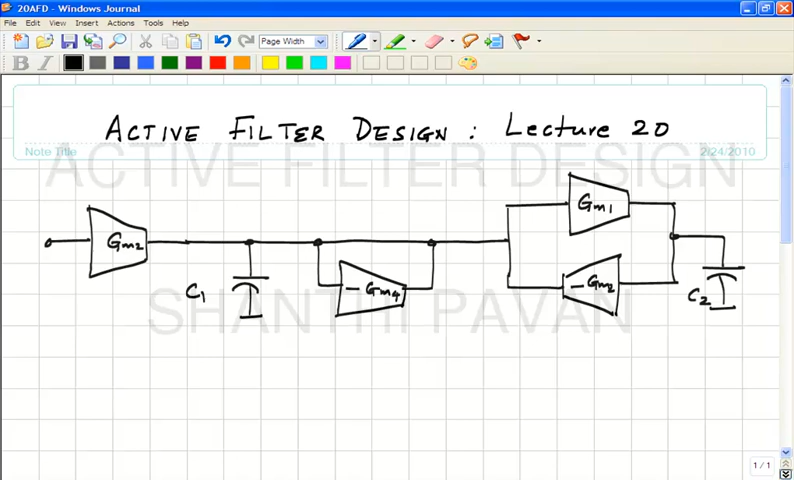 20AFD - Windows Journal
File Edit View Insert Actions Tools Help
Page Width
B I
ACTIVE FILTER DESIGN : Lecture 20
Note Title
2/24/2010
ACTIVE FILTER DESIGN
Gm1
Gm2
-Gm4
-Gm2
C1
C2
SHANTHI PAVAN
1/1